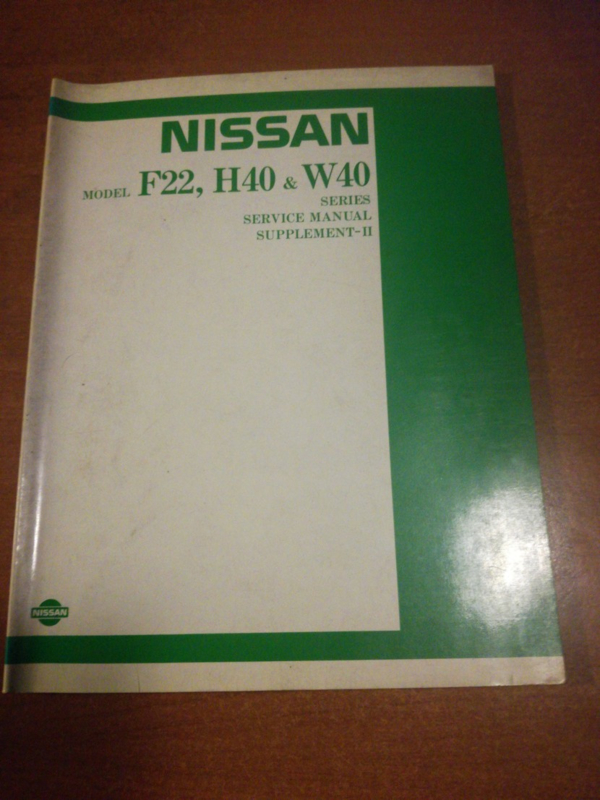 NISSAN
MODEL F22, H40 & W40
SERIES
SERVICE MANUAL
SUPPLEMENT-II
NISSAN